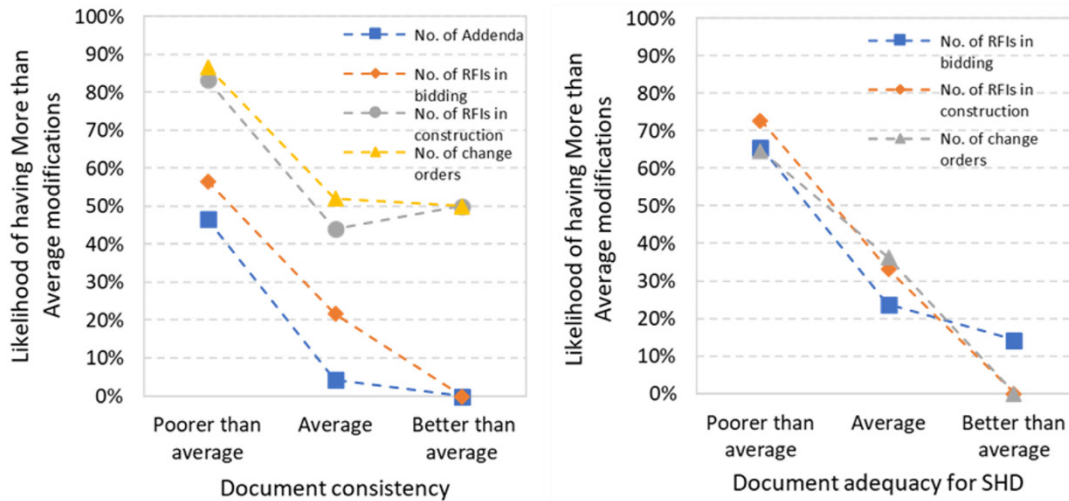 Likelihood of having More than
Average modifications
100%
90%
80%
70%
60%
50%
40%
30%
20%
10%
0%
No. of Addenda
No. of RFIs in
bidding
No. of RFIs in
construction
No. of change
orders
Poorer than
average
Average
Better than
average
Document consistency
Likelihood of having More than
Average modifications
100%
90%
80%
70%
60%
50%
40%
30%
20%
10%
0%
No. of RFIs in
bidding
No. of RFIs in
construction
No. of change
orders
Poorer than
average
Average
Better than
average
Document adequacy for SHD